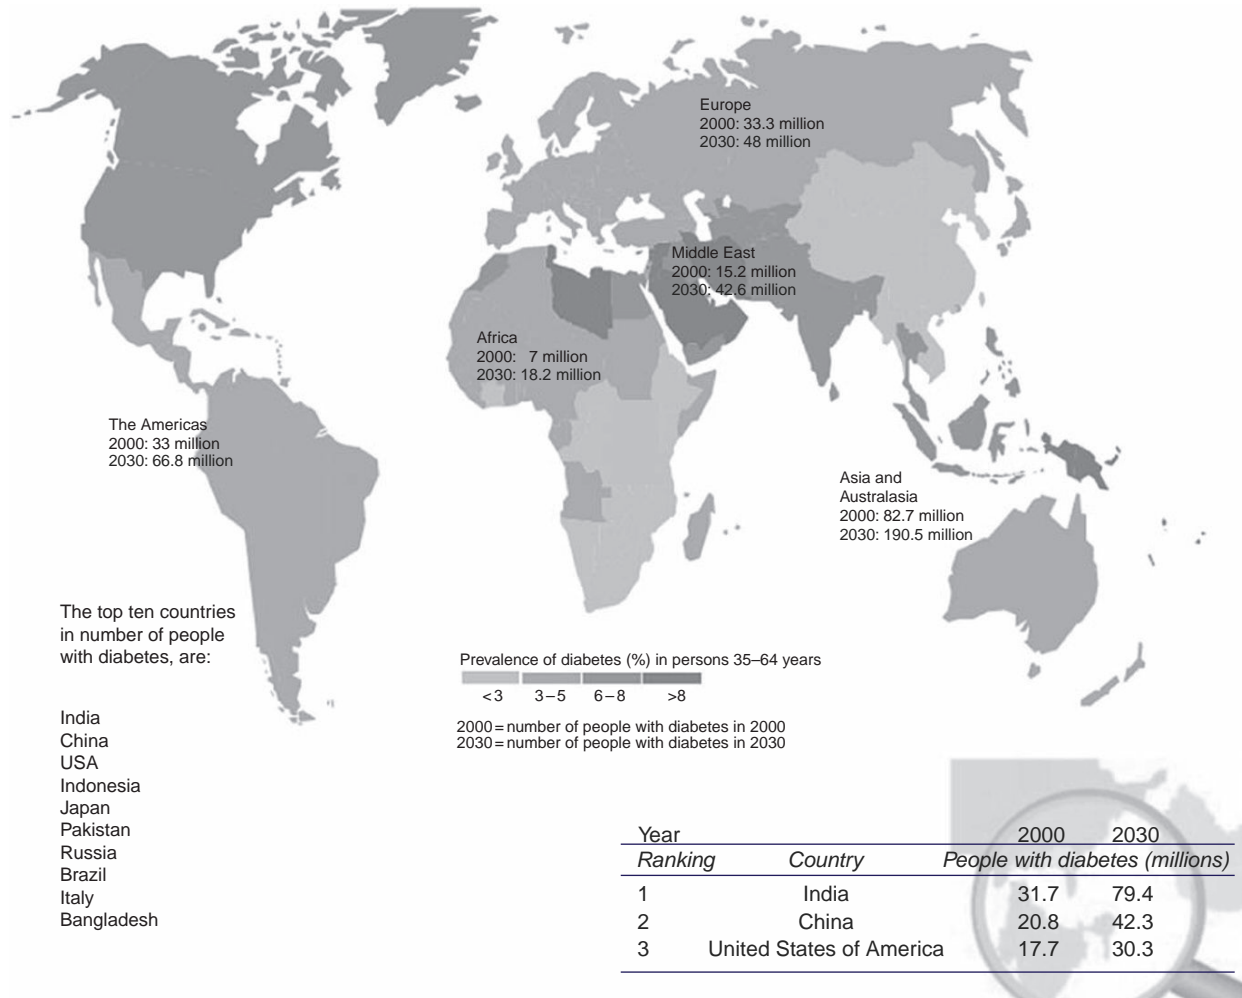 Europe
2000: 33.3 million
2030: 48 million
Middle East
2000: 15.2 million
2030: 42.6 million
Africa
2000: 7 million
2030: 18.2 million
The Americas
2000: 33 million
2030: 66.8 million
Asia and
Australasia
2000: 82.7 million
2030: 190.5 million
The top ten countries
in number of people
with diabetes, are:
India
China
USA
Indonesia
Japan
Pakistan
Russia
Brazil
Italy
Bangladesh
Prevalence of diabetes (%) in persons 35–64 years
<3 3–5 6–8 >8
2000=number of people with diabetes in 2000
2030=number of people with diabetes in 2030
Year 2000 2030
Ranking Country People with diabetes (millions)
1 India 31.7 79.4
2 China 20.8 42.3
3 United States of America 17.7 30.3